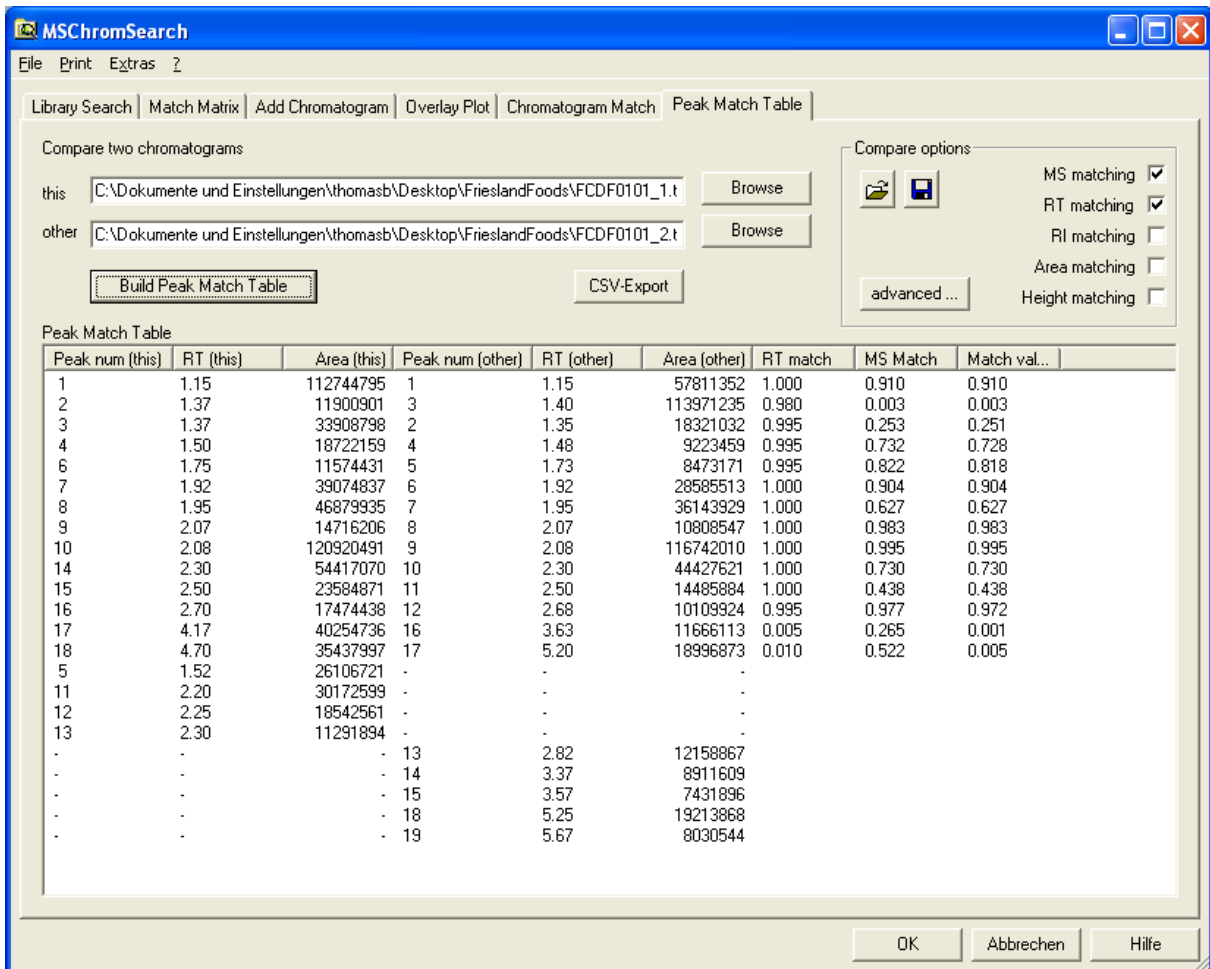 MSChromSearch
File Print Extras ?
Library Search Match Matrix Add Chromatogram Overlay Plot Chromatogram Match Peak Match Table
Compare two chromatograms
this C:\Dokumente und Einstellungen\thomasb\Desktop\FrieslandFoods\FCDF0101_1.t Browse
other C:\Dokumente und Einstellungen\thomasb\Desktop\FrieslandFoods\FCDF0101_2.t Browse
Build Peak Match Table CSV-Export
Compare options
MS matching
RT matching
RI matching
Area matching
advanced ... Height matching
Peak Match Table
Peak num (this) RT (this) Area (this) Peak num (other) RT (other) Area (other) RT match MS Match Match val...
1 1.15 112744795 1 1.15 57811352 1.000 0.910 0.910
2 1.37 11900901 3 1.40 113971235 0.980 0.003 0.003
3 1.37 33908798 2 1.35 18321032 0.995 0.253 0.251
4 1.50 18722159 4 1.48 9223459 0.995 0.732 0.728
6 1.75 11574431 5 1.73 8473171 0.995 0.822 0.818
7 1.92 39074837 6 1.92 28585513 1.000 0.904 0.904
8 1.95 46879935 7 1.95 36143929 1.000 0.627 0.627
9 2.07 14716206 8 2.07 10808547 1.000 0.983 0.983
10 2.08 120920491 9 2.08 116742010 1.000 0.995 0.995
14 2.30 54417070 10 2.30 44427621 1.000 0.730 0.730
15 2.50 23584871 11 2.50 14485884 1.000 0.438 0.438
16 2.70 17474438 12 2.68 10109924 0.995 0.977 0.972
17 4.17 40254736 16 3.63 11666113 0.005 0.265 0.001
18 4.70 35437997 17 5.20 18996873 0.010 0.522 0.005
5 1.52 26106721 - - -
11 2.20 30172599 - - -
12 2.25 18542561 - - -
13 2.30 11291894 - - -
- - - 13 2.82 12158867
- - - 14 3.37 8911609
- - - 15 3.57 7431896
- - - 18 5.25 19213868
- - - 19 5.67 8030544
OK Abbrechen Hilfe